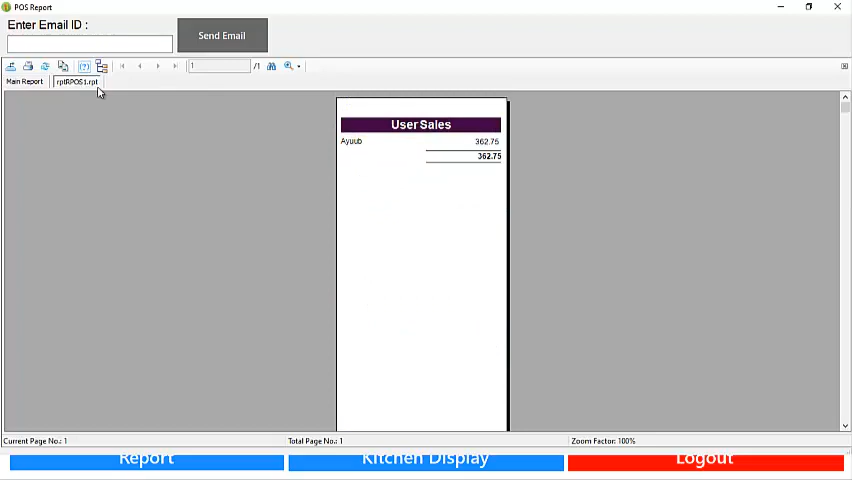 POS Report
Enter Email ID :
Send Email
1 /1
Main Report rptRPOS1.rpt
User Sales
Ayuub 362.75
362.75
Current Page No.: 1 Total Page No.: 1 Zoom Factor: 100%
Report Kitchen Display Logout